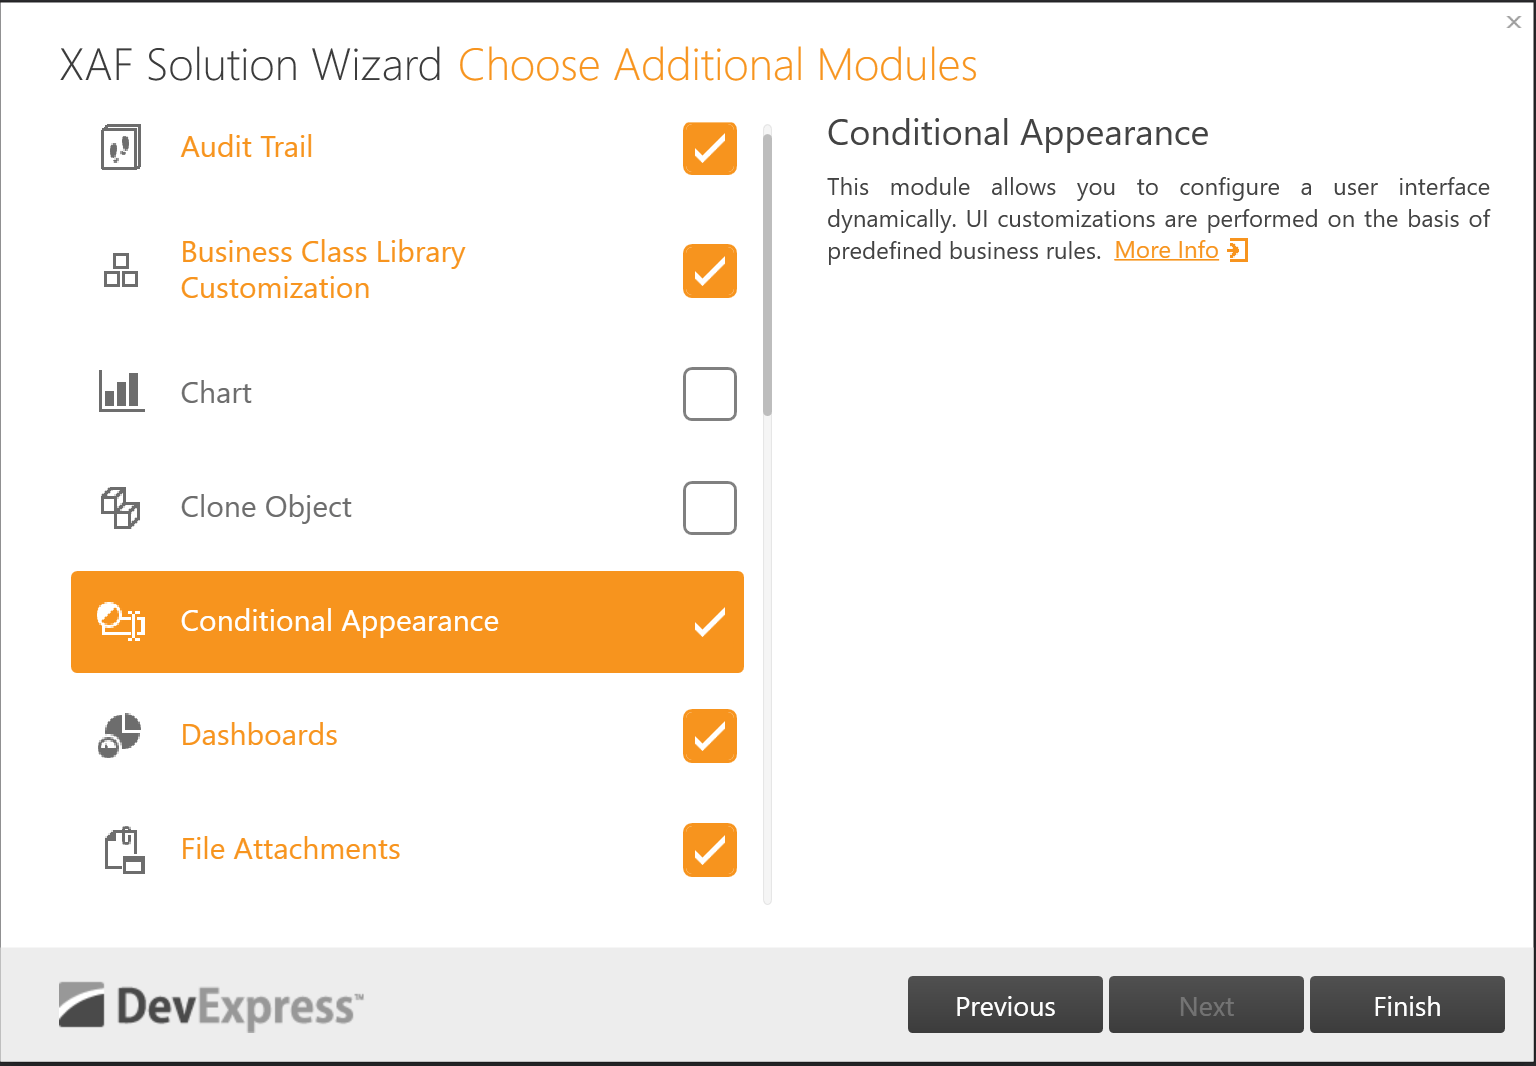 XAF Solution Wizard Choose Additional Modules
Audit Trail
Business Class Library
Customization
Chart
Clone Object
Conditional Appearance
Dashboards
File Attachments
Conditional Appearance
This module allows you to configure a user interface
dynamically. UI customizations are performed on the basis of
predefined business rules. More Info
DevExpress™
Previous
Next
Finish